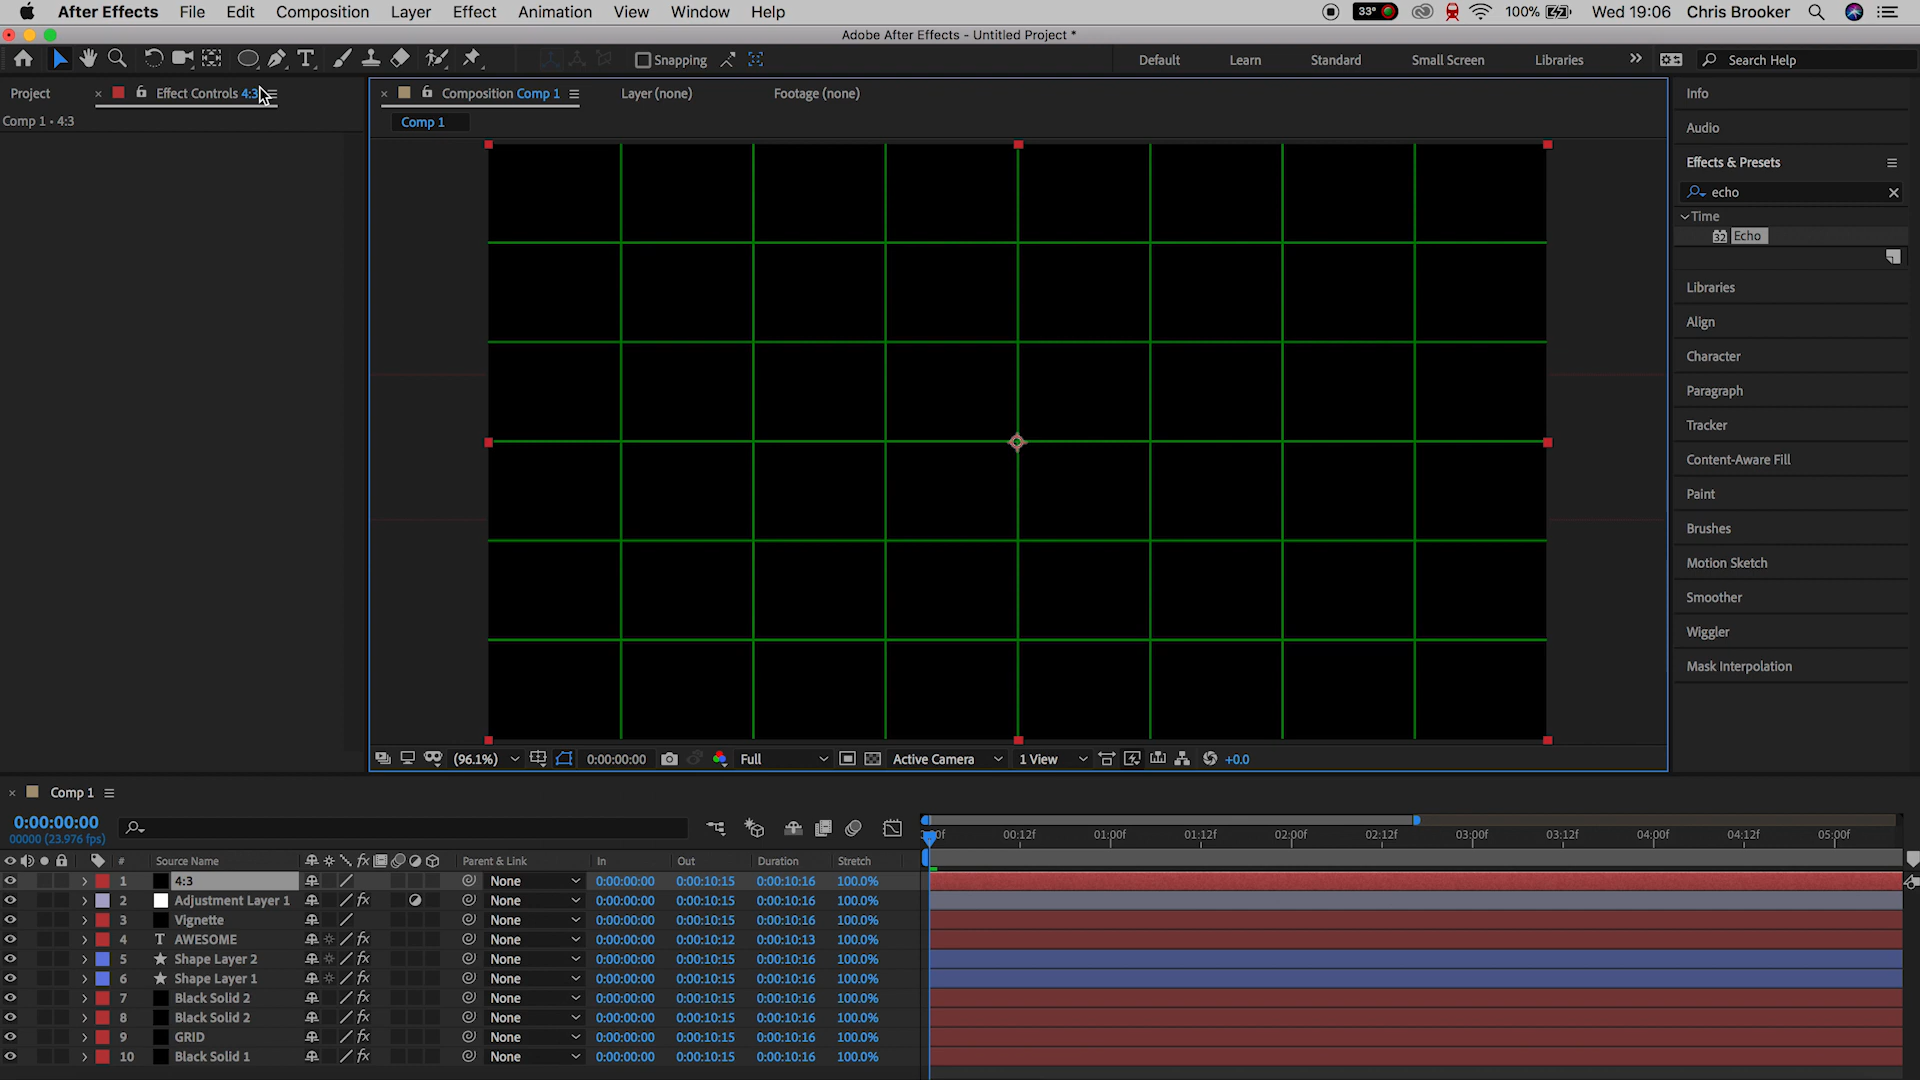 After Effects File Edit Composition Layer Effect Animation View Window Help 33° 100% Wed 19:06 Chris Brooker
Adobe After Effects - Untitled Project *
Snapping Default Learn Standard Small Screen Libraries Search Help
Project Effect Controls 4:3 Composition Comp 1 Layer (none) Footage (none)
Comp 1 • 4:3
Comp 1
Info
Audio
Effects & Presets
echo
Time
32 Echo
Libraries
Align
Character
Paragraph
Tracker
Content-Aware Fill
Paint
Brushes
Motion Sketch
Smoother
Wiggler
Mask Interpolation
(96.1%) 0:00:00:00 Full Active Camera 1 View +0.0
Comp 1
0:00:00:00
00000 (23.976 fps)
00:12f 01:00f 01:12f 02:00f 02:12f 03:00f 03:12f 04:00f 04:12f 05:00f
# Source Name fx Parent & Link In Out Duration Stretch
1 4:3 None 0:00:00:00 0:00:10:15 0:00:10:16 100.0%
2 Adjustment Layer 1 fx None 0:00:00:00 0:00:10:15 0:00:10:16 100.0%
3 Vignette None 0:00:00:00 0:00:10:15 0:00:10:16 100.0%
4 T AWESOME fx None 0:00:00:00 0:00:10:12 0:00:10:13 100.0%
5 Shape Layer 2 fx None 0:00:00:00 0:00:10:15 0:00:10:16 100.0%
6 Shape Layer 1 fx None 0:00:00:00 0:00:10:15 0:00:10:16 100.0%
7 Black Solid 2 fx None 0:00:00:00 0:00:10:15 0:00:10:16 100.0%
8 Black Solid 2 fx None 0:00:00:00 0:00:10:15 0:00:10:16 100.0%
9 GRID fx None 0:00:00:00 0:00:10:15 0:00:10:16 100.0%
10 Black Solid 1 fx None 0:00:00:00 0:00:10:15 0:00:10:16 100.0%